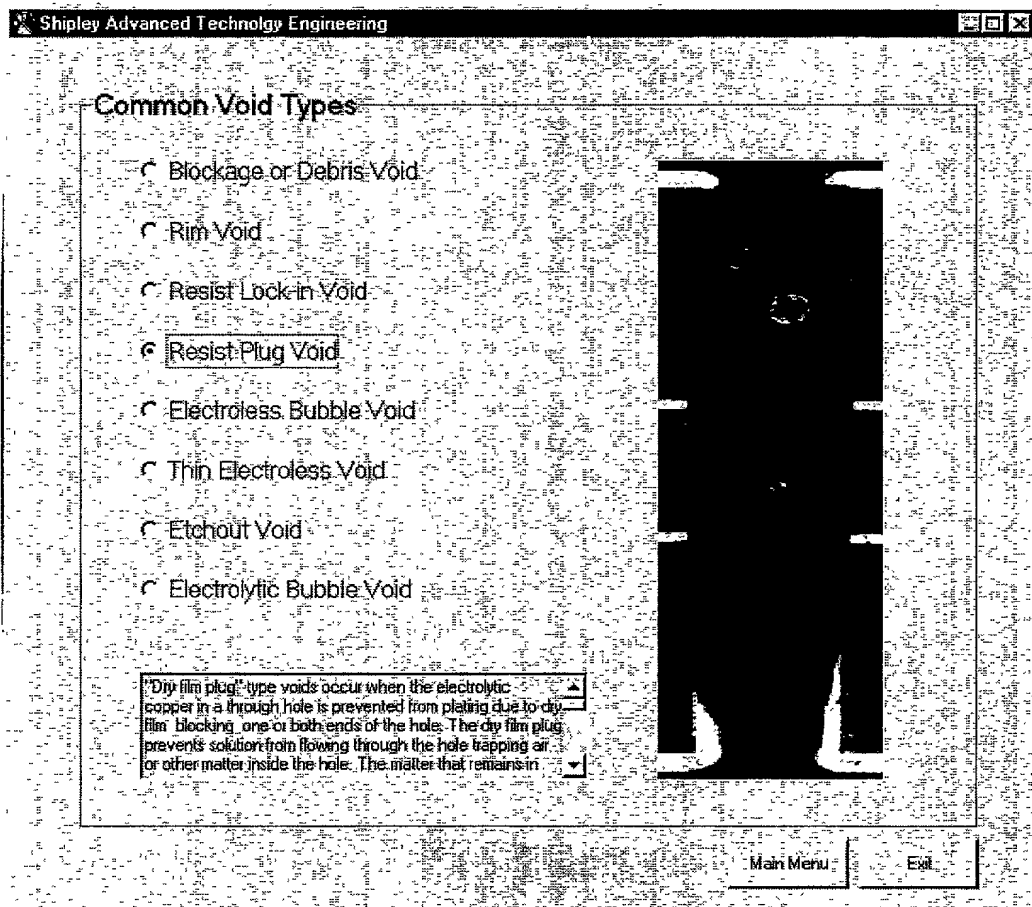 Shipley Advanced Technolgy Engineering
Common Void Types
Blockage or Debris Void
Rim Void
Resist Lock-in Void
Resist Plug Void
Electroless Bubble Void
Thin Electroless Void
Etchout Void
Electrolytic Bubble Void
"Dry film plug" type voids occur when the electrolytic
copper in a through hole is prevented from plating due to dry
film blocking one or both ends of the hole. The dry film plug
prevents solution from flowing through the hole trapping air
or other matter inside the hole. The matter that remains in
Main Menu
Exit